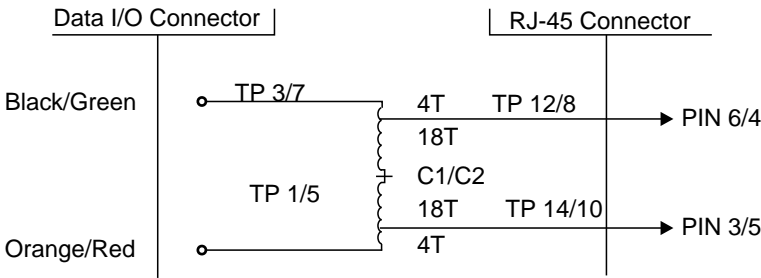 Data I/O Connector
RJ-45 Connector
TP 3/7
Black/Green
4T
TP 12/8
PIN 6/4
18T
C1/C2
TP 1/5
18T
TP 14/10
PIN 3/5
Orange/Red
4T